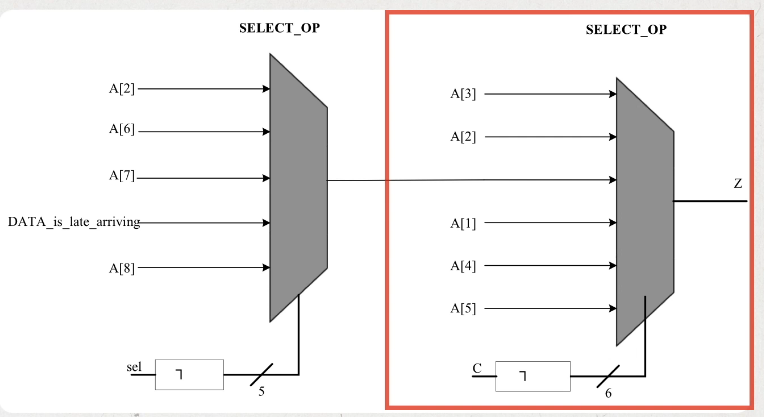 SELECT_OP
A[2]
A[6]
A[7]
DATA_is_late_arriving
A[8]
sel
5
SELECT_OP
A[3]
A[2]
A[1]
A[4]
A[5]
C
6
Z